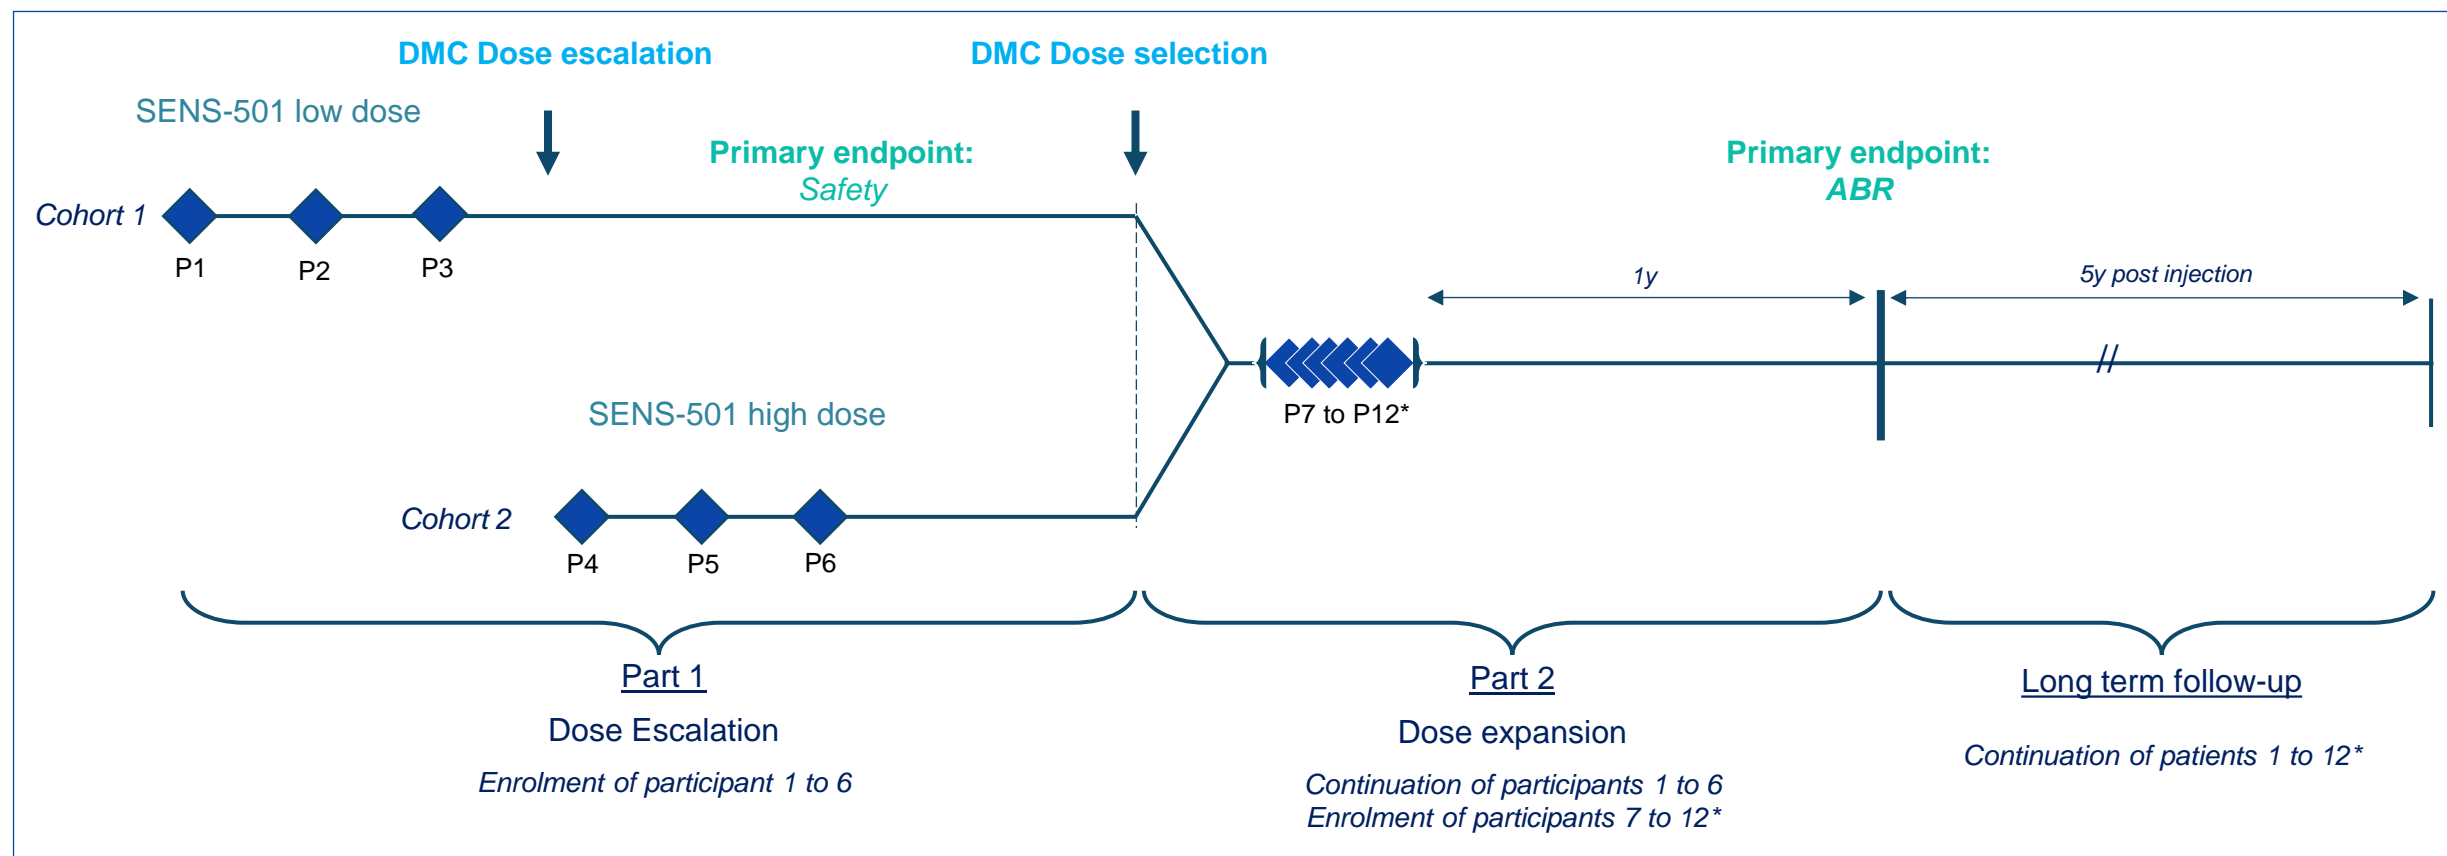 DMC Dose escalation
DMC Dose selection
SENS-501 low dose
Primary endpoint:
Safety
Primary endpoint:
ABR
Cohort 1
P1
P2
P3
1y
5y post injection
//
P7 to P12*
SENS-501 high dose
Cohort 2
P4
P5
P6
Part 1
Dose Escalation
Enrolment of participant 1 to 6
Part 2
Dose expansion
Continuation of participants 1 to 6
Enrolment of participants 7 to 12*
Long term follow-up
Continuation of patients 1 to 12*